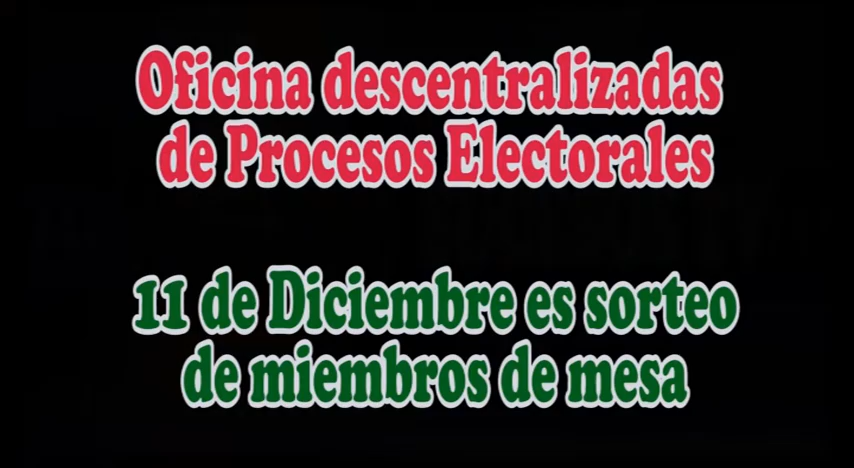 Oficina descentralizadas
de Procesos Electorales
11 de Diciembre es sorteo
de miembros de mesa